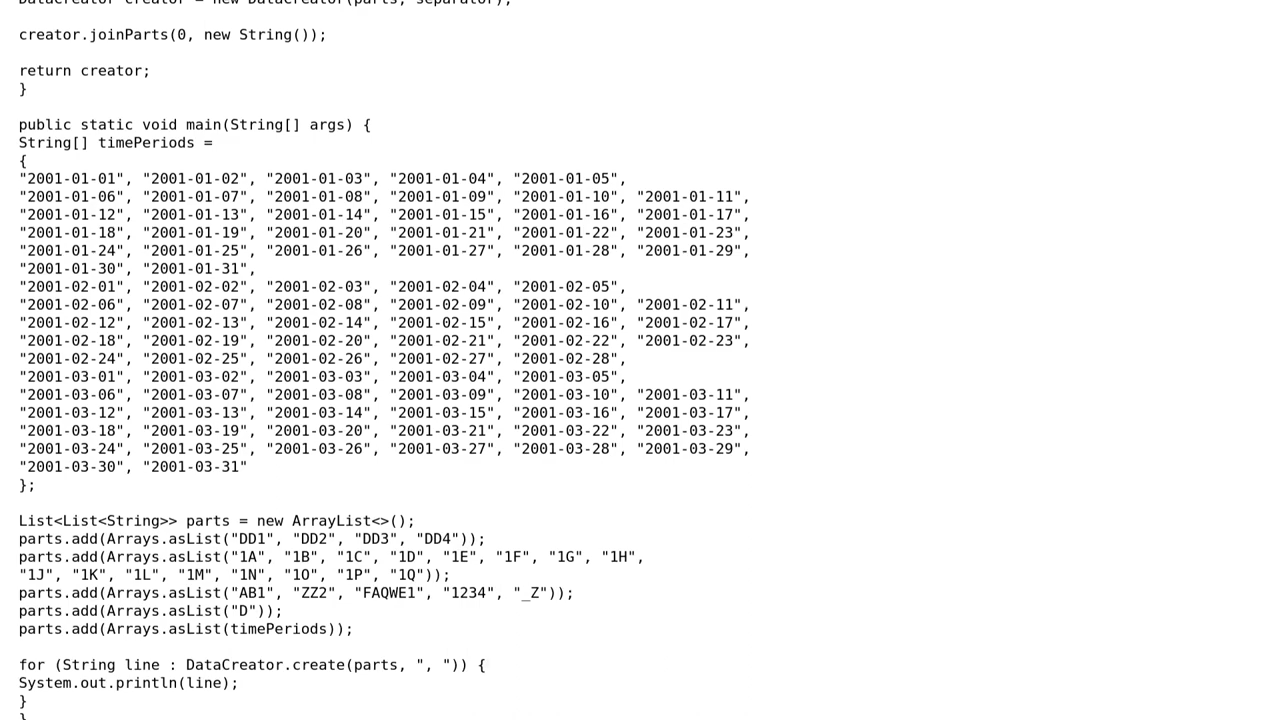 DataCreator creator = new DataCreator(parts, separator);
creator.joinParts(0, new String());
return creator;
}
public static void main(String[] args) {
String[] timePeriods =
{
"2001-01-01", "2001-01-02", "2001-01-03", "2001-01-04", "2001-01-05",
"2001-01-06", "2001-01-07", "2001-01-08", "2001-01-09", "2001-01-10", "2001-01-11",
"2001-01-12", "2001-01-13", "2001-01-14", "2001-01-15", "2001-01-16", "2001-01-17",
"2001-01-18", "2001-01-19", "2001-01-20", "2001-01-21", "2001-01-22", "2001-01-23",
"2001-01-24", "2001-01-25", "2001-01-26", "2001-01-27", "2001-01-28", "2001-01-29",
"2001-01-30", "2001-01-31",
"2001-02-01", "2001-02-02", "2001-02-03", "2001-02-04", "2001-02-05",
"2001-02-06", "2001-02-07", "2001-02-08", "2001-02-09", "2001-02-10", "2001-02-11",
"2001-02-12", "2001-02-13", "2001-02-14", "2001-02-15", "2001-02-16", "2001-02-17",
"2001-02-18", "2001-02-19", "2001-02-20", "2001-02-21", "2001-02-22", "2001-02-23",
"2001-02-24", "2001-02-25", "2001-02-26", "2001-02-27", "2001-02-28",
"2001-03-01", "2001-03-02", "2001-03-03", "2001-03-04", "2001-03-05",
"2001-03-06", "2001-03-07", "2001-03-08", "2001-03-09", "2001-03-10", "2001-03-11",
"2001-03-12", "2001-03-13", "2001-03-14", "2001-03-15", "2001-03-16", "2001-03-17",
"2001-03-18", "2001-03-19", "2001-03-20", "2001-03-21", "2001-03-22", "2001-03-23",
"2001-03-24", "2001-03-25", "2001-03-26", "2001-03-27", "2001-03-28", "2001-03-29",
"2001-03-30", "2001-03-31"
};
List<List<String>> parts = new ArrayList<>();
parts.add(Arrays.asList("DD1", "DD2", "DD3", "DD4"));
parts.add(Arrays.asList("1A", "1B", "1C", "1D", "1E", "1F", "1G", "1H",
"1J", "1K", "1L", "1M", "1N", "1O", "1P", "1Q"));
parts.add(Arrays.asList("AB1", "ZZ2", "FAQWE1", "1234", "_Z"));
parts.add(Arrays.asList("D"));
parts.add(Arrays.asList(timePeriods));
for (String line : DataCreator.create(parts, ", ")) {
System.out.println(line);
}
}